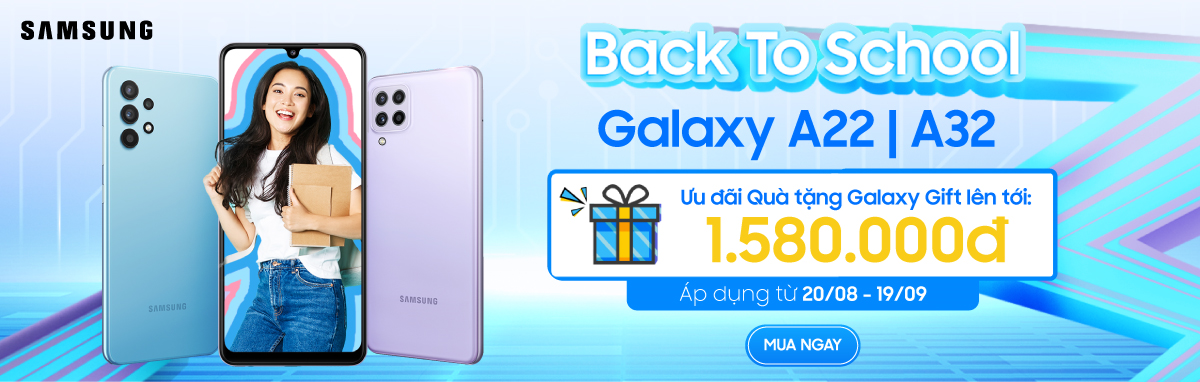 SAMSUNG
Back To School
Galaxy A22 | A32
Ưu đãi Quà tặng Galaxy Gift lên tới:
1.580.000đ
Áp dụng từ 20/08 - 19/09
MUA NGAY
SAMSUNG
SAMSUNG